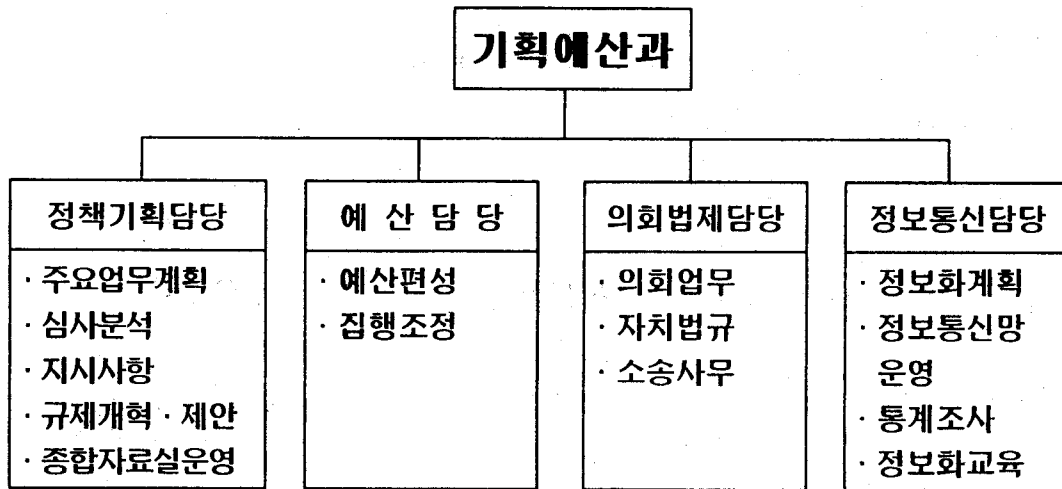 기획예산과
정책기획담당
· 주요업무계획
· 심사분석
· 지시사항
· 규제개혁 · 제안
· 종합자료실운영
예 산 담 당
· 예산편성
· 집행조정
의회법제담당
· 의회업무
· 자치법규
· 소송사무
정보통신담당
· 정보화계획
· 정보통신망
운영
· 통계조사
· 정보화교육